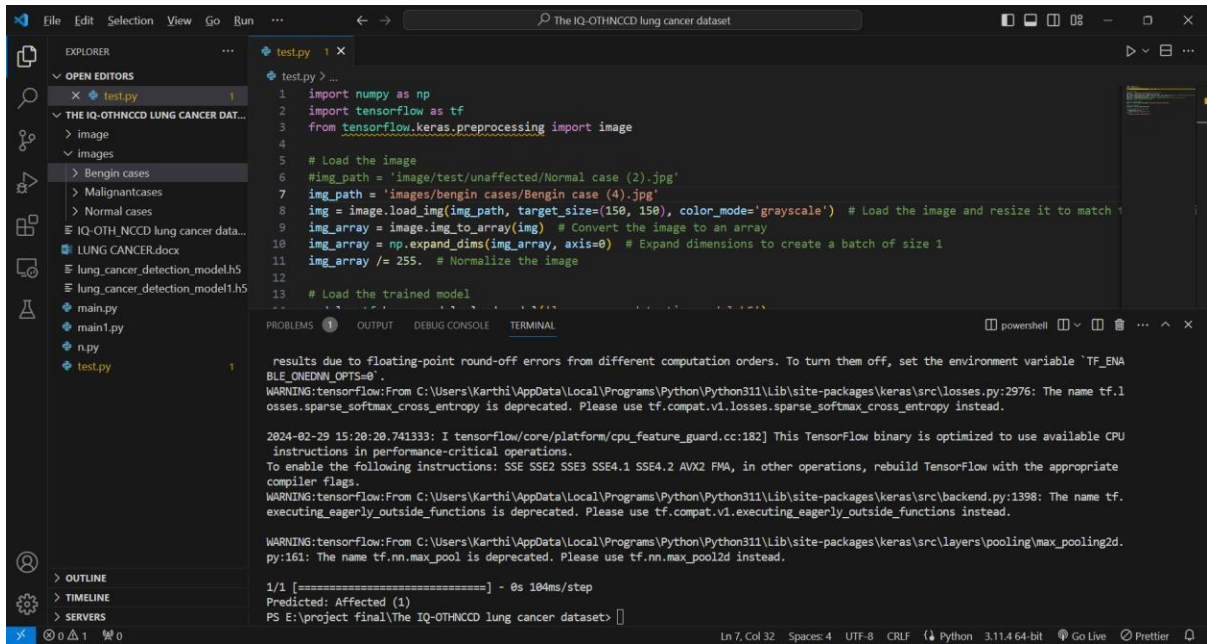 File Edit Selection View Go Run ... The IQ-OTHNCCD lung cancer dataset
EXPLORER
OPEN EDITORS
test.py 1
THE IQ-OTHNCCD LUNG CANCER DAT...
image
images
Bengin cases
Malignantcases
Normal cases
IQ-OTH_NCCD lung cancer data...
LUNG CANCER.docx
lung_cancer_detection_model.h5
lung_cancer_detection_model1.h5
main.py
main1.py
n.py
test.py 1
OUTLINE
TIMELINE
SERVERS
test.py 1
test.py > ...
1 import numpy as np
2 import tensorflow as tf
3 from tensorflow.keras.preprocessing import image
4
5 # Load the image
6 #img_path = 'image/test/unaffected/Normal case (2).jpg'
7 img_path = 'images/bengin cases/Bengin case (4).jpg'
8 img = image.load_img(img_path, target_size=(150, 150), color_mode='grayscale') # Load the image and resize it to match
9 img_array = image.img_to_array(img) # Convert the image to an array
10 img_array = np.expand_dims(img_array, axis=0) # Expand dimensions to create a batch of size 1
11 img_array /= 255. # Normalize the image
12
13 # Load the trained model
PROBLEMS 1 OUTPUT DEBUG CONSOLE TERMINAL powershell
results due to floating-point round-off errors from different computation orders. To turn them off, set the environment variable `TF_ENA
BLE_ONEDNN_OPTS=0`.
WARNING:tensorflow:From C:\Users\Karthi\AppData\Local\Programs\Python\Python311\Lib\site-packages\keras\src\losses.py:2976: The name tf.l
osses.sparse_softmax_cross_entropy is deprecated. Please use tf.compat.v1.losses.sparse_softmax_cross_entropy instead.
2024-02-29 15:20:20.741333: I tensorflow/core/platform/cpu_feature_guard.cc:182] This TensorFlow binary is optimized to use available CPU
instructions in performance-critical operations.
To enable the following instructions: SSE SSE2 SSE3 SSE4.1 SSE4.2 AVX2 FMA, in other operations, rebuild TensorFlow with the appropriate
compiler flags.
WARNING:tensorflow:From C:\Users\Karthi\AppData\Local\Programs\Python\Python311\Lib\site-packages\keras\src\backend.py:1398: The name tf.
executing_eagerly_outside_functions is deprecated. Please use tf.compat.v1.executing_eagerly_outside_functions instead.
WARNING:tensorflow:From C:\Users\Karthi\AppData\Local\Programs\Python\Python311\Lib\site-packages\keras\src\layers\pooling\max_pooling2d.
py:161: The name tf.nn.max_pool is deprecated. Please use tf.nn.max_pool2d instead.
1/1 [==============================] - 0s 104ms/step
Predicted: Affected (1)
PS E:\project final\The IQ-OTHNCCD lung cancer dataset>
0 1 0 Ln 7, Col 32 Spaces: 4 UTF-8 CRLF Python 3.11.4 64-bit Go Live Prettier